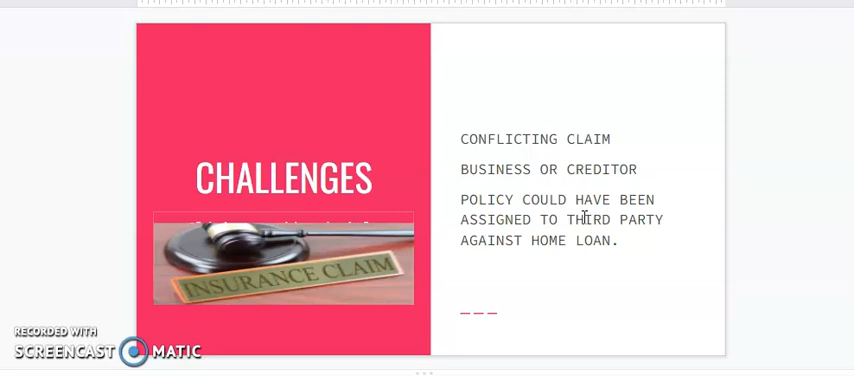 CHALLENGES
INSURANCE CLAIM
CONFLICTING CLAIM
BUSINESS OR CREDITOR
POLICY COULD HAVE BEEN
ASSIGNED TO THIRD PARTY
AGAINST HOME LOAN.
RECORDED WITH
SCREENCAST MATIC